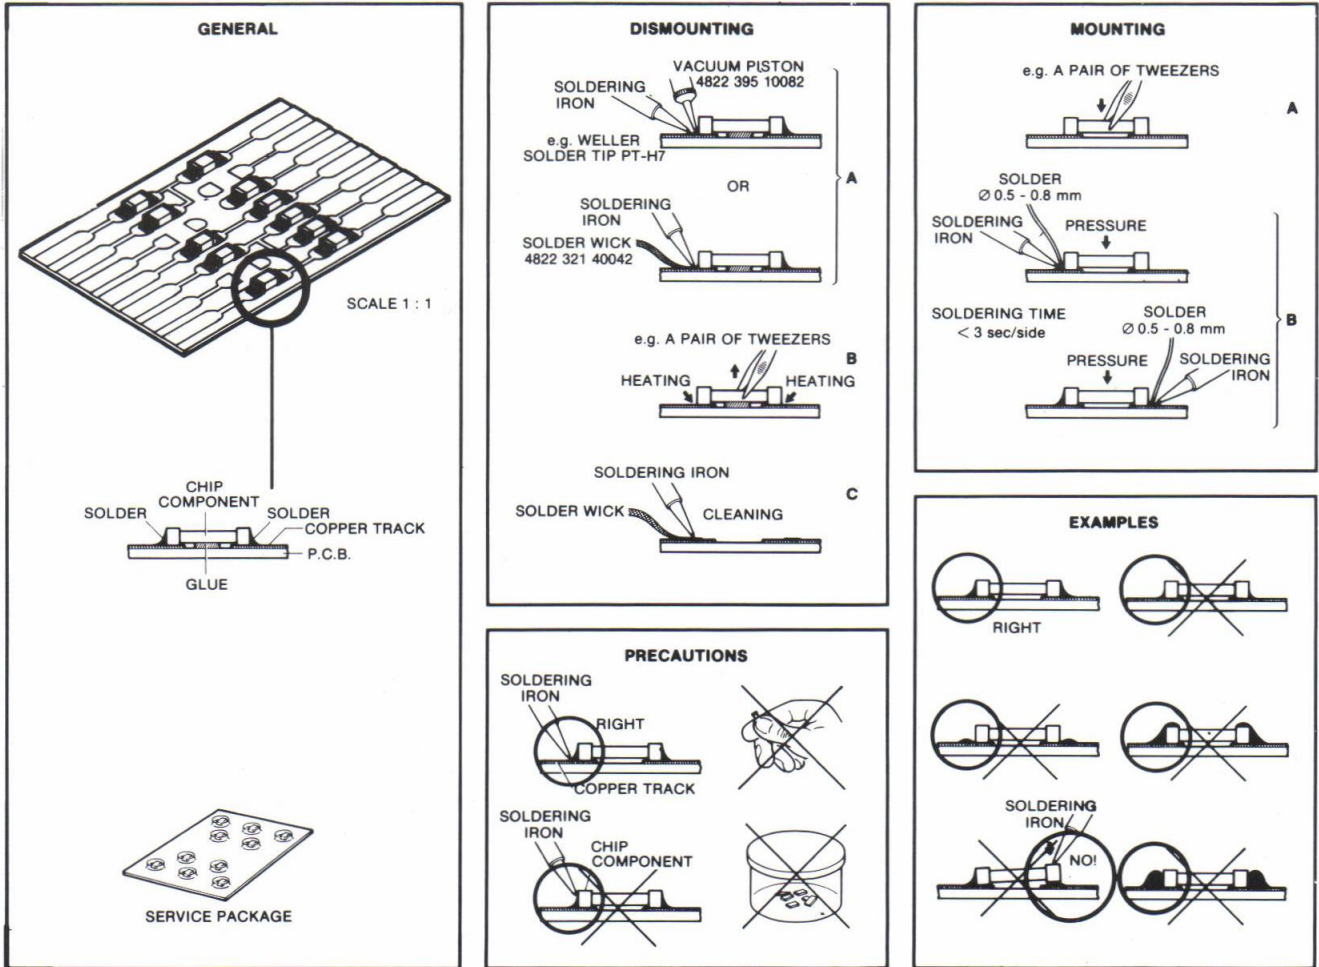 GENERAL
SCALE 1 : 1
CHIP
COMPONENT
SOLDER
SOLDER
COPPER TRACK
P.C.B.
GLUE
SERVICE PACKAGE
DISMOUNTING
VACUUM PISTON
4822 395 10082
SOLDERING
IRON
e.g. WELLER
SOLDER TIP PT-H7
A
OR
SOLDERING
IRON
SOLDER WICK
4822 321 40042
e.g. A PAIR OF TWEEZERS
B
HEATING
HEATING
SOLDERING IRON
C
SOLDER WICK
CLEANING
PRECAUTIONS
SOLDERING
IRON
RIGHT
COPPER TRACK
SOLDERING
IRON
CHIP
COMPONENT
MOUNTING
e.g. A PAIR OF TWEEZERS
A
SOLDER
Ø 0.5 - 0.8 mm
SOLDERING
IRON
PRESSURE
SOLDERING TIME
< 3 sec/side
SOLDER
Ø 0.5 - 0.8 mm
B
PRESSURE
SOLDERING
IRON
EXAMPLES
RIGHT
SOLDERING
IRON
NO!